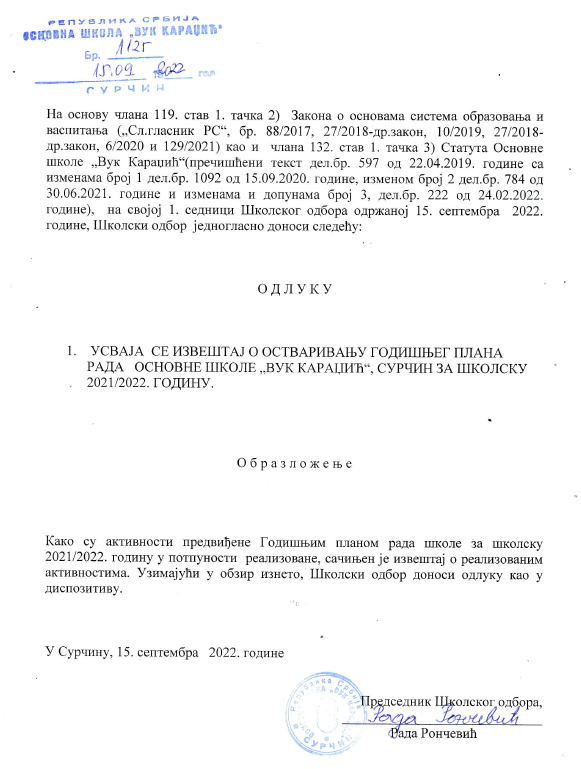 РЕПУБЛИКА СРБИЈА
ОСНОВНА ШКОЛА „ВУК КАРАЏИЋ“
Бр.
15.09 2022 год
СУРЧИН
На основу члана 119. став 1. тачка 2) Закона о основама система образовања и
васпитања („Сл.гласник РС“, бр. 88/2017, 27/2018-др.закон, 10/2019, 27/2018-
др.закон, 6/2020 и 129/2021) као и члана 132. став 1. тачка 3) Статута Основне
школе „Вук Караџић“(пречишћени текст дел.бр. 597 од 22.04.2019. године са
изменама број 1 дел.бр. 1092 од 15.09.2020. године, изменом број 2 дел.бр. 784 од
30.06.2021. године и изменама и допунама број 3, дел.бр. 222 од 24.02.2022.
године), на својој 1. седници Школског одбора одржаној 15. септембра 2022.
године, Школски одбор једногласно доноси следећу:
О Д Л У К У
1. УСВАЈА СЕ ИЗВЕШТАЈ О ОСТВАРИВАЊУ ГОДИШЊЕГ ПЛАНА
РАДА ОСНОВНЕ ШКОЛЕ „ВУК КАРАЏИЋ“, СУРЧИН ЗА ШКОЛСКУ
2021/2022. ГОДИНУ.
О б р а з л о ж е њ е
Како су активности предвиђене Годишњим планом рада школе за школску
2021/2022. годину у потпуности реализоване, сачињен је извештај о реализованим
активностима. Узимајући у обзир изнето, Школски одбор доноси одлуку као у
диспозитиву.
У Сурчину, 15. септембра 2022. године
Република Србија
СУРЧИН
Председник Школског одбора,
Рада Рончевић
Рада Рончевић